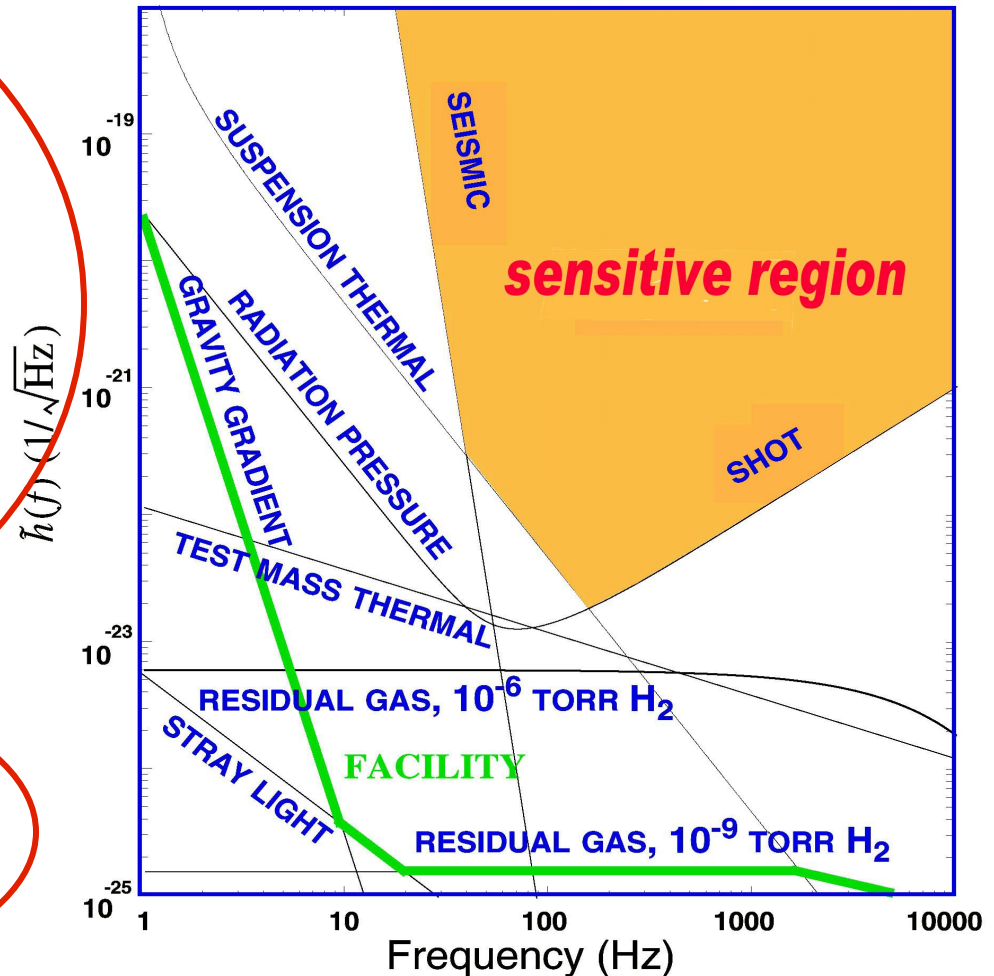 10^-19
SEISMIC
SUSPENSION THERMAL
sensitive region
GRAVITY GRADIENT
RADIATION PRESSURE
h̃(f) (1/√Hz)
10^-21
SHOT
TEST MASS THERMAL
10^-23
RESIDUAL GAS, 10^-6 TORR H_2
STRAY LIGHT
FACILITY
RESIDUAL GAS, 10^-9 TORR H_2
10^-25
1 10 100 1000 10000
Frequency (Hz)